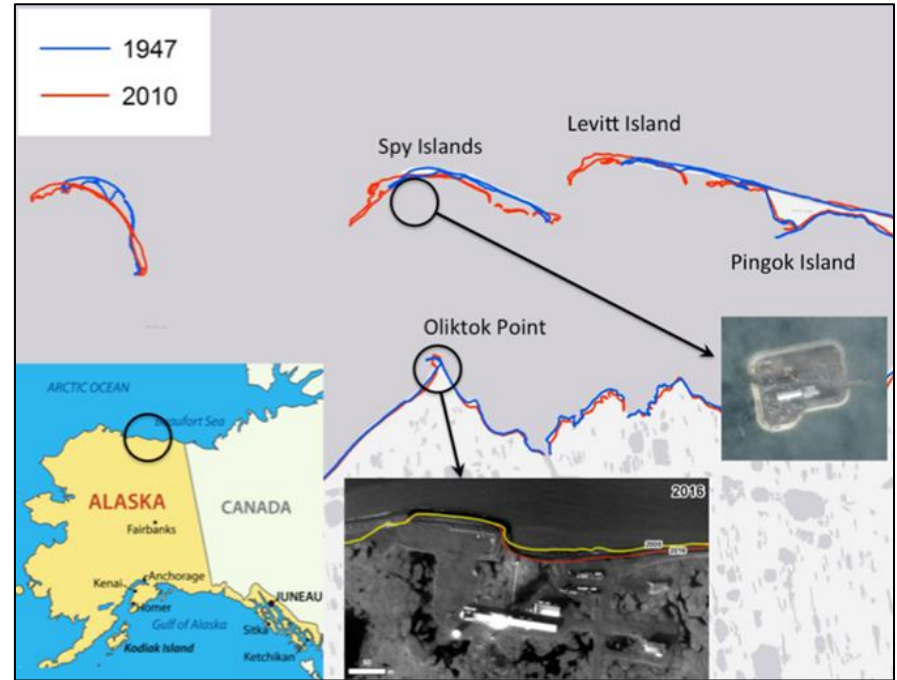 1947
2010
Levitt Island
Spy Islands
Pingok Island
Oliktok Point
ARCTIC OCEAN
Beaufort Sea
ALASKA
CANADA
Fairbanks
Anchorage
Kenai
Homer
JUNEAU
Gulf of Alaska
Sitka
Kodiak Island
Ketchikan
2016